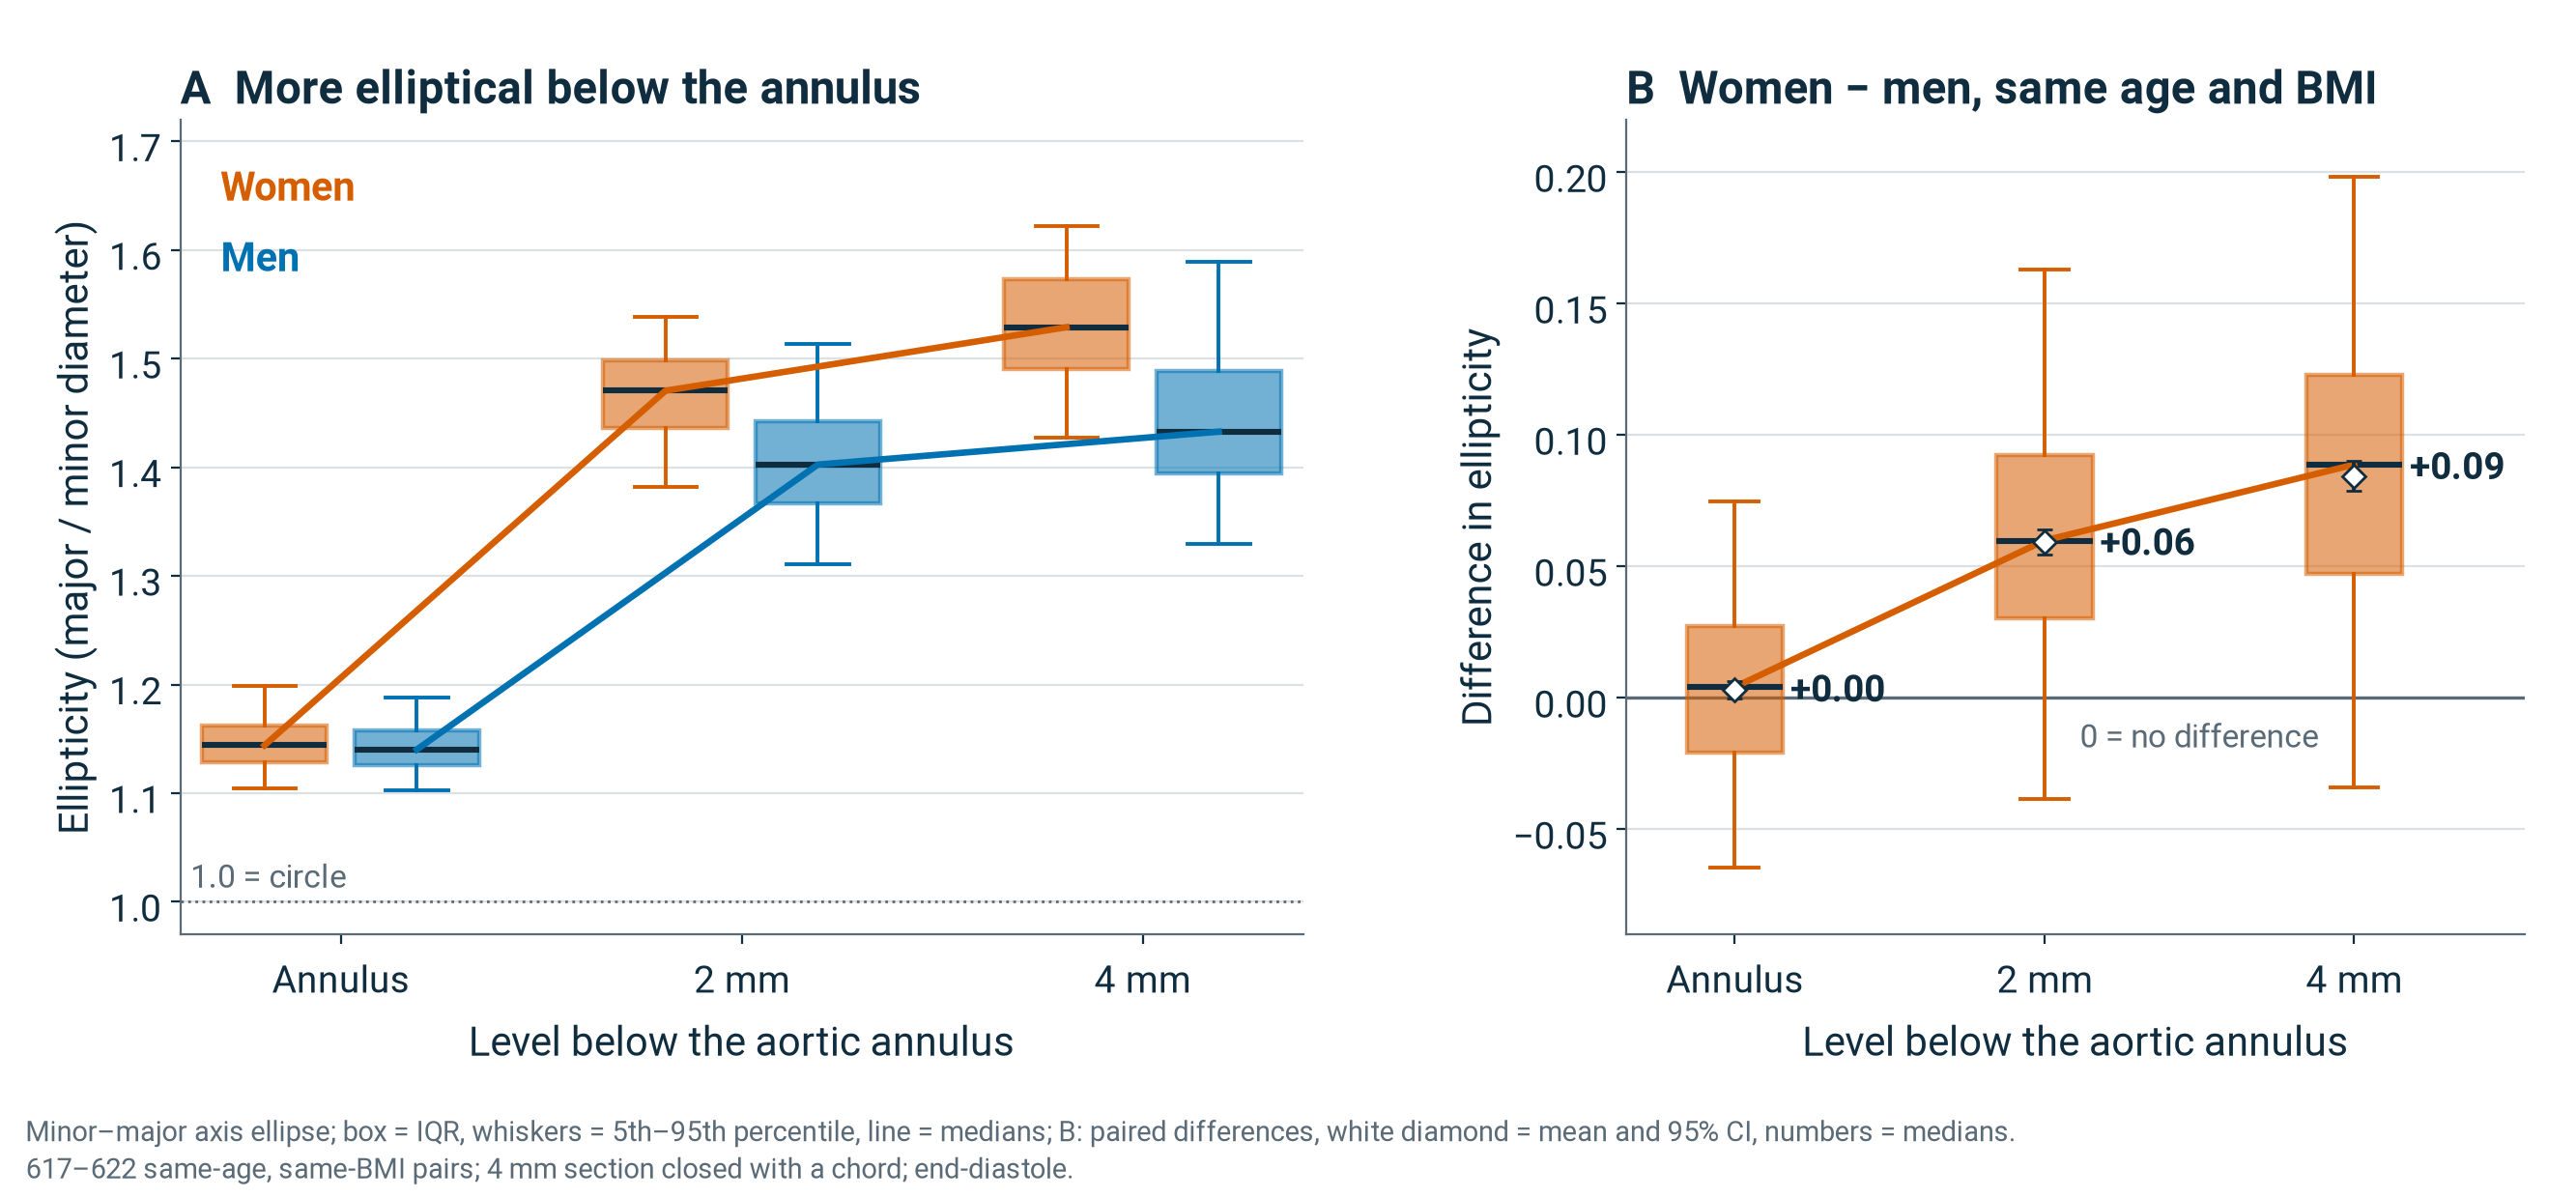 A More elliptical below the annulus
Ellipticity (major / minor diameter)
1.7
1.6
1.5
1.4
1.3
1.2
1.1
1.0
Women
Men
1.0 = circle
Annulus
2 mm
4 mm
Level below the aortic annulus
B Women − men, same age and BMI
Difference in ellipticity
0.20
0.15
0.10
0.05
0.00
−0.05
+0.00
+0.06
+0.09
0 = no difference
Annulus
2 mm
4 mm
Level below the aortic annulus
Minor–major axis ellipse; box = IQR, whiskers = 5th–95th percentile, line = medians; B: paired differences, white diamond = mean and 95% CI, numbers = medians.
617–622 same-age, same-BMI pairs; 4 mm section closed with a chord; end-diastole.